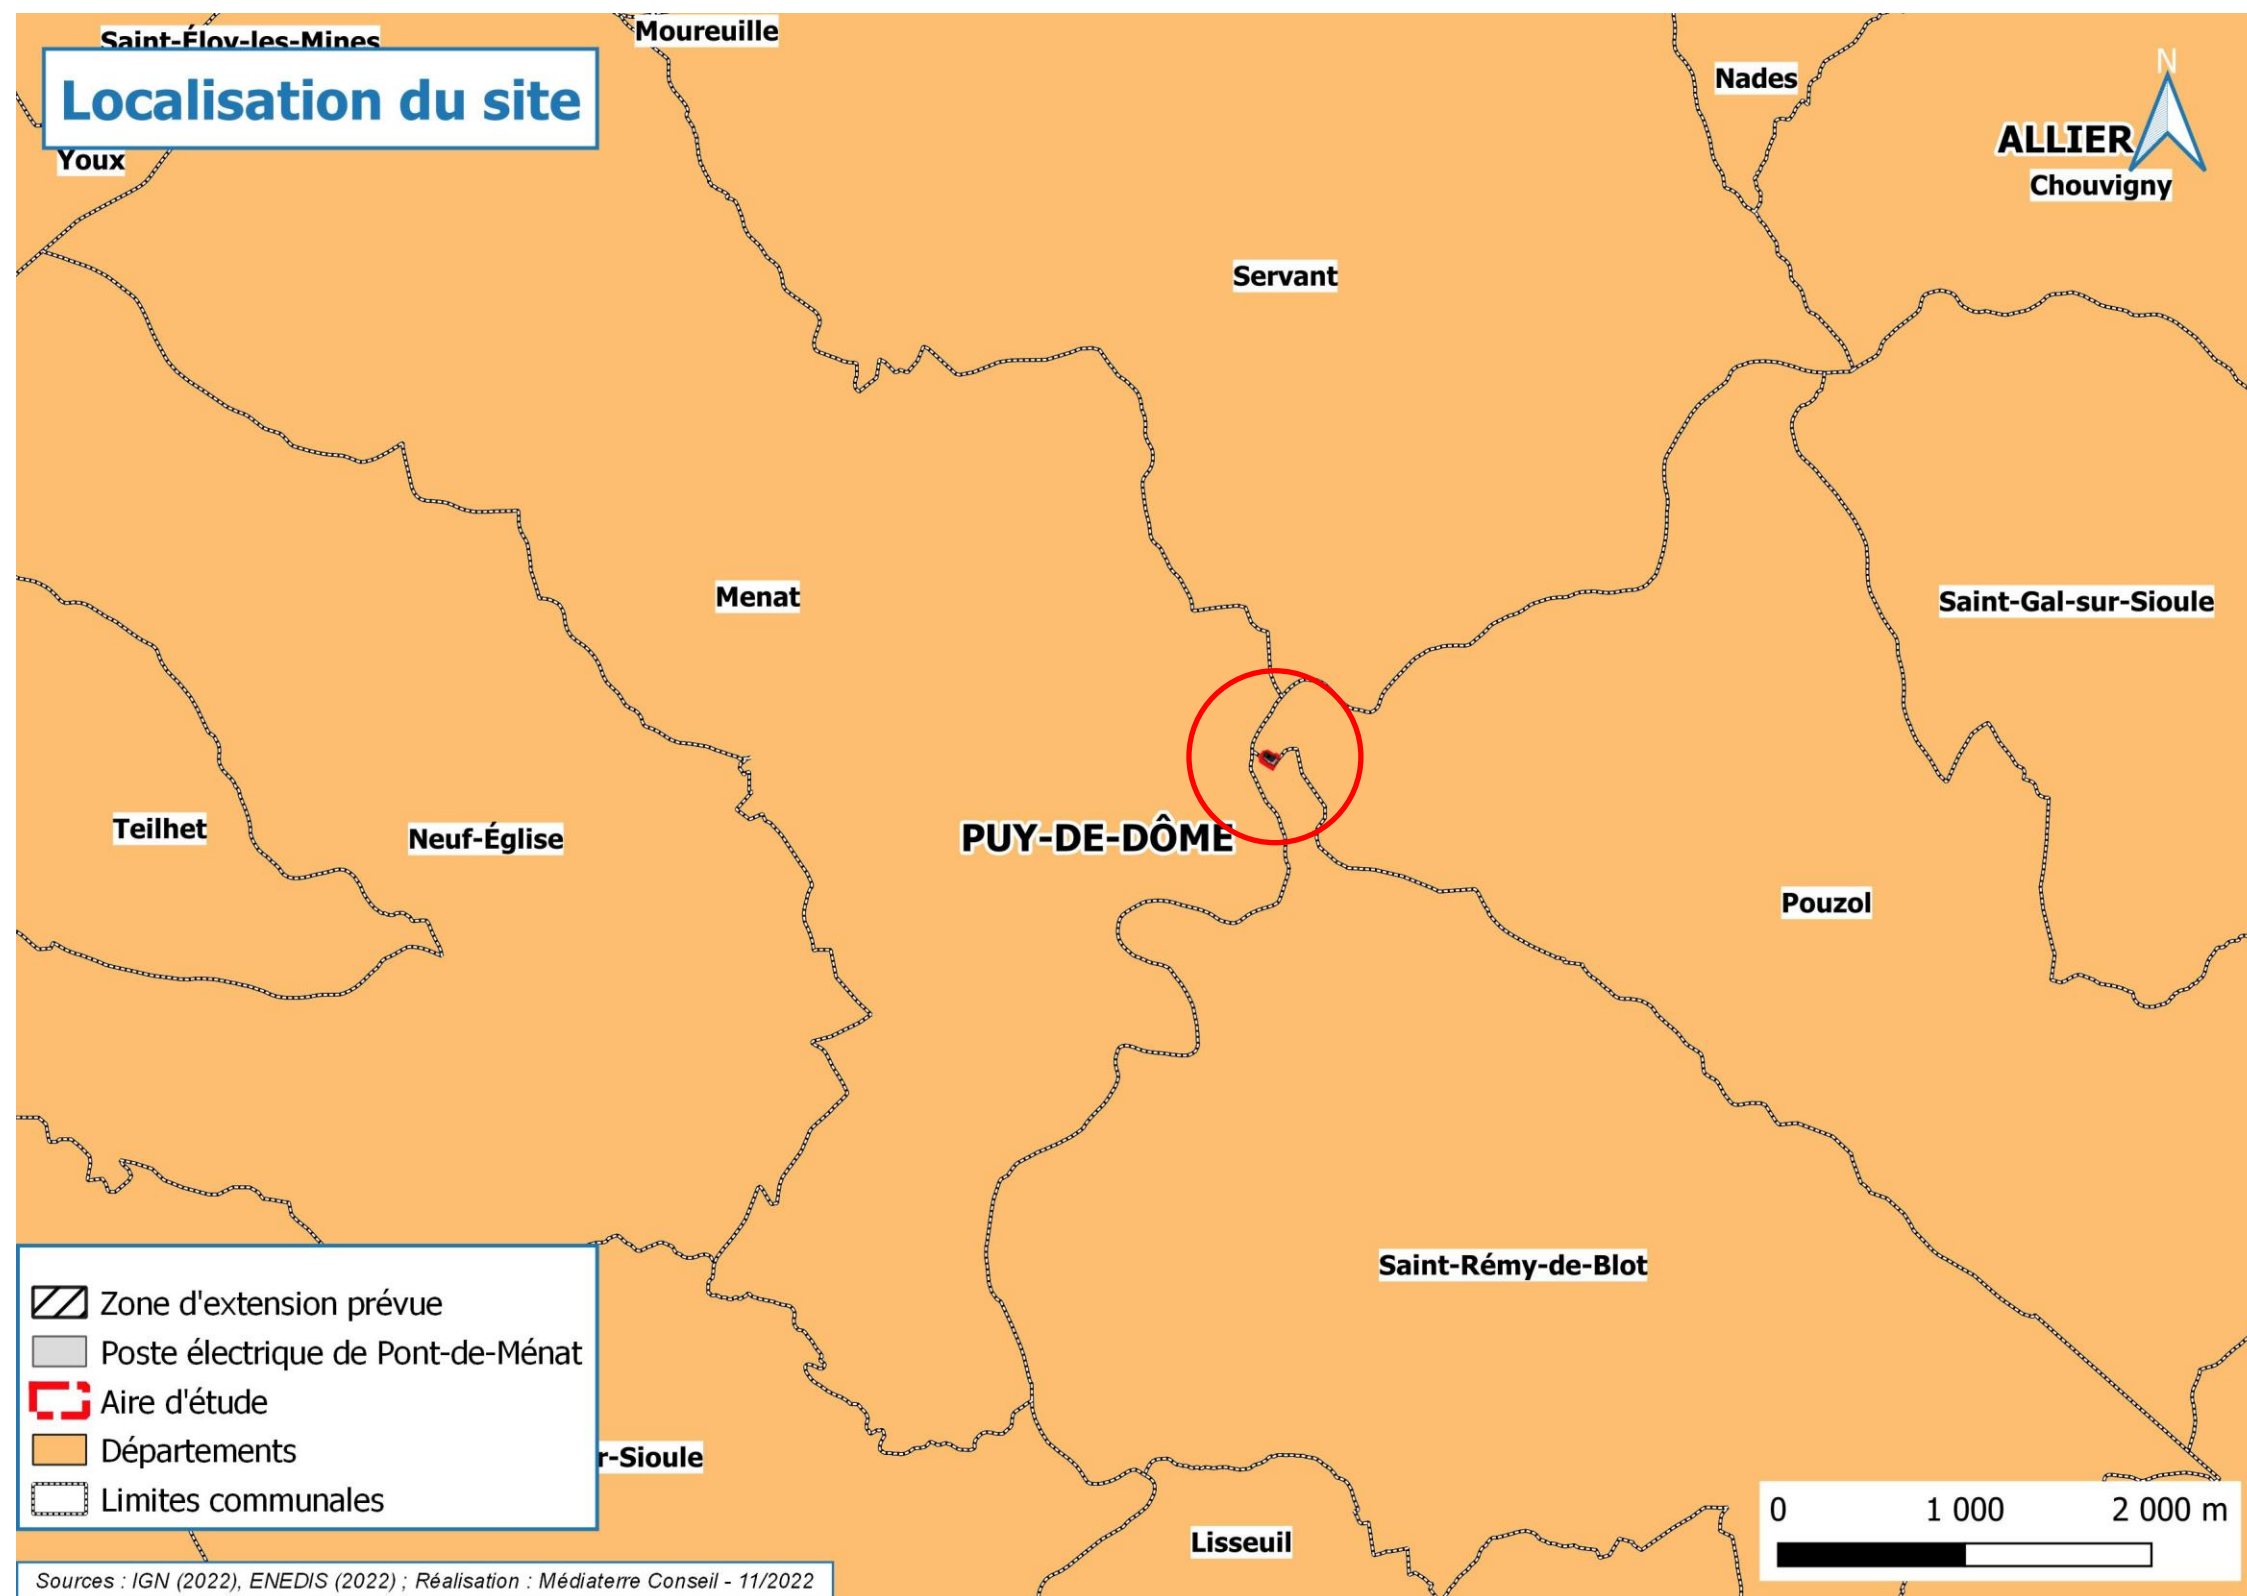 Saint-Éloy-les-Mines
Moureuille
Localisation du site
N
Nades
ALLIER
Youx
Chouvigny
Servant
Menat
Saint-Gal-sur-Sioule
Teilhet
Neuf-Église
PUY-DE-DÔME
Pouzol
Saint-Rémy-de-Blot
Zone d'extension prévue
Poste électrique de Pont-de-Ménat
Aire d'étude
Départements
Limites communales
r-Sioule
Lisseuil
0 1 000 2 000 m
Sources : IGN (2022), ENEDIS (2022) ; Réalisation : Médiaterre Conseil - 11/2022